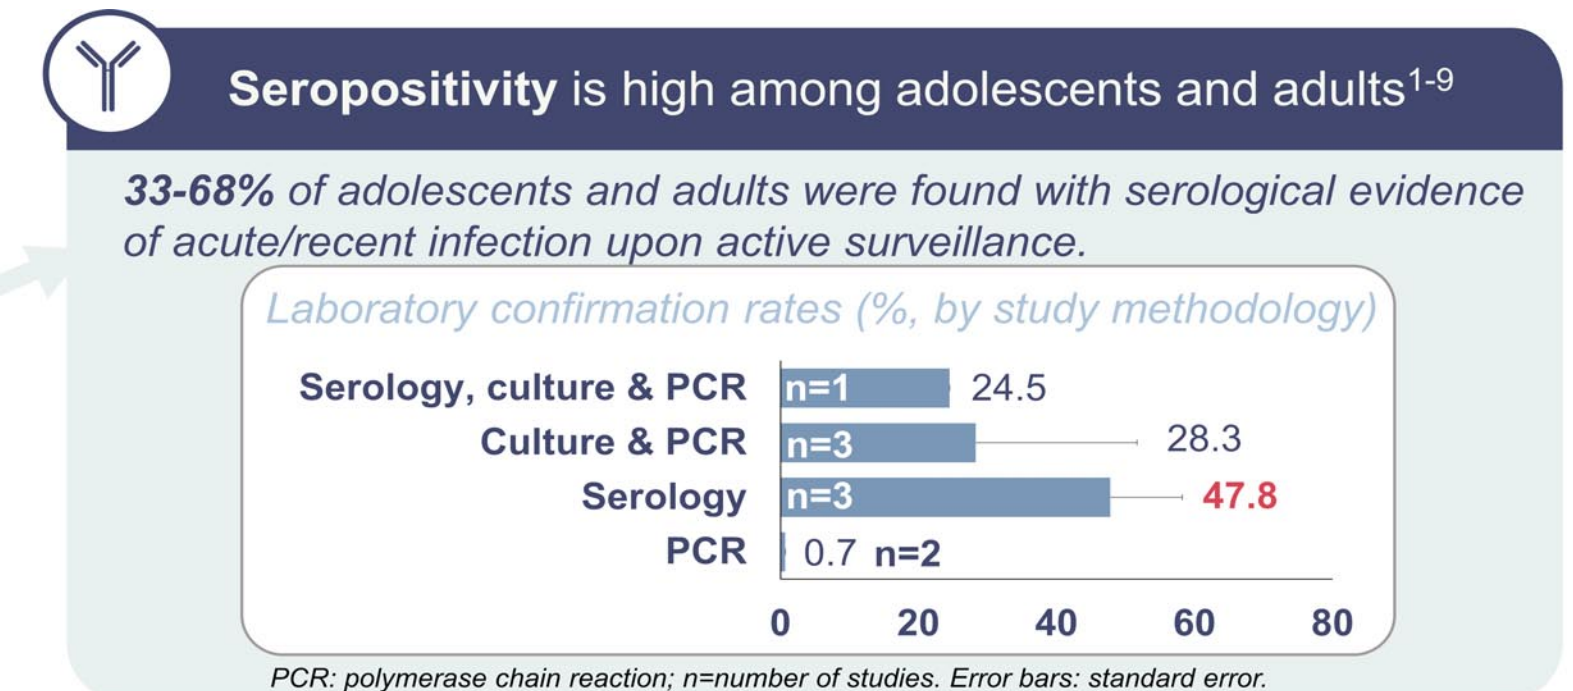 Seropositivity is high among adolescents and adults1-9
33-68% of adolescents and adults were found with serological evidence
of acute/recent infection upon active surveillance.
Laboratory confirmation rates (%, by study methodology)
Serology, culture & PCR n=1 24.5
Culture & PCR n=3 28.3
Serology n=3 47.8
PCR 0.7 n=2
0 20 40 60 80
PCR: polymerase chain reaction; n=number of studies. Error bars: standard error.